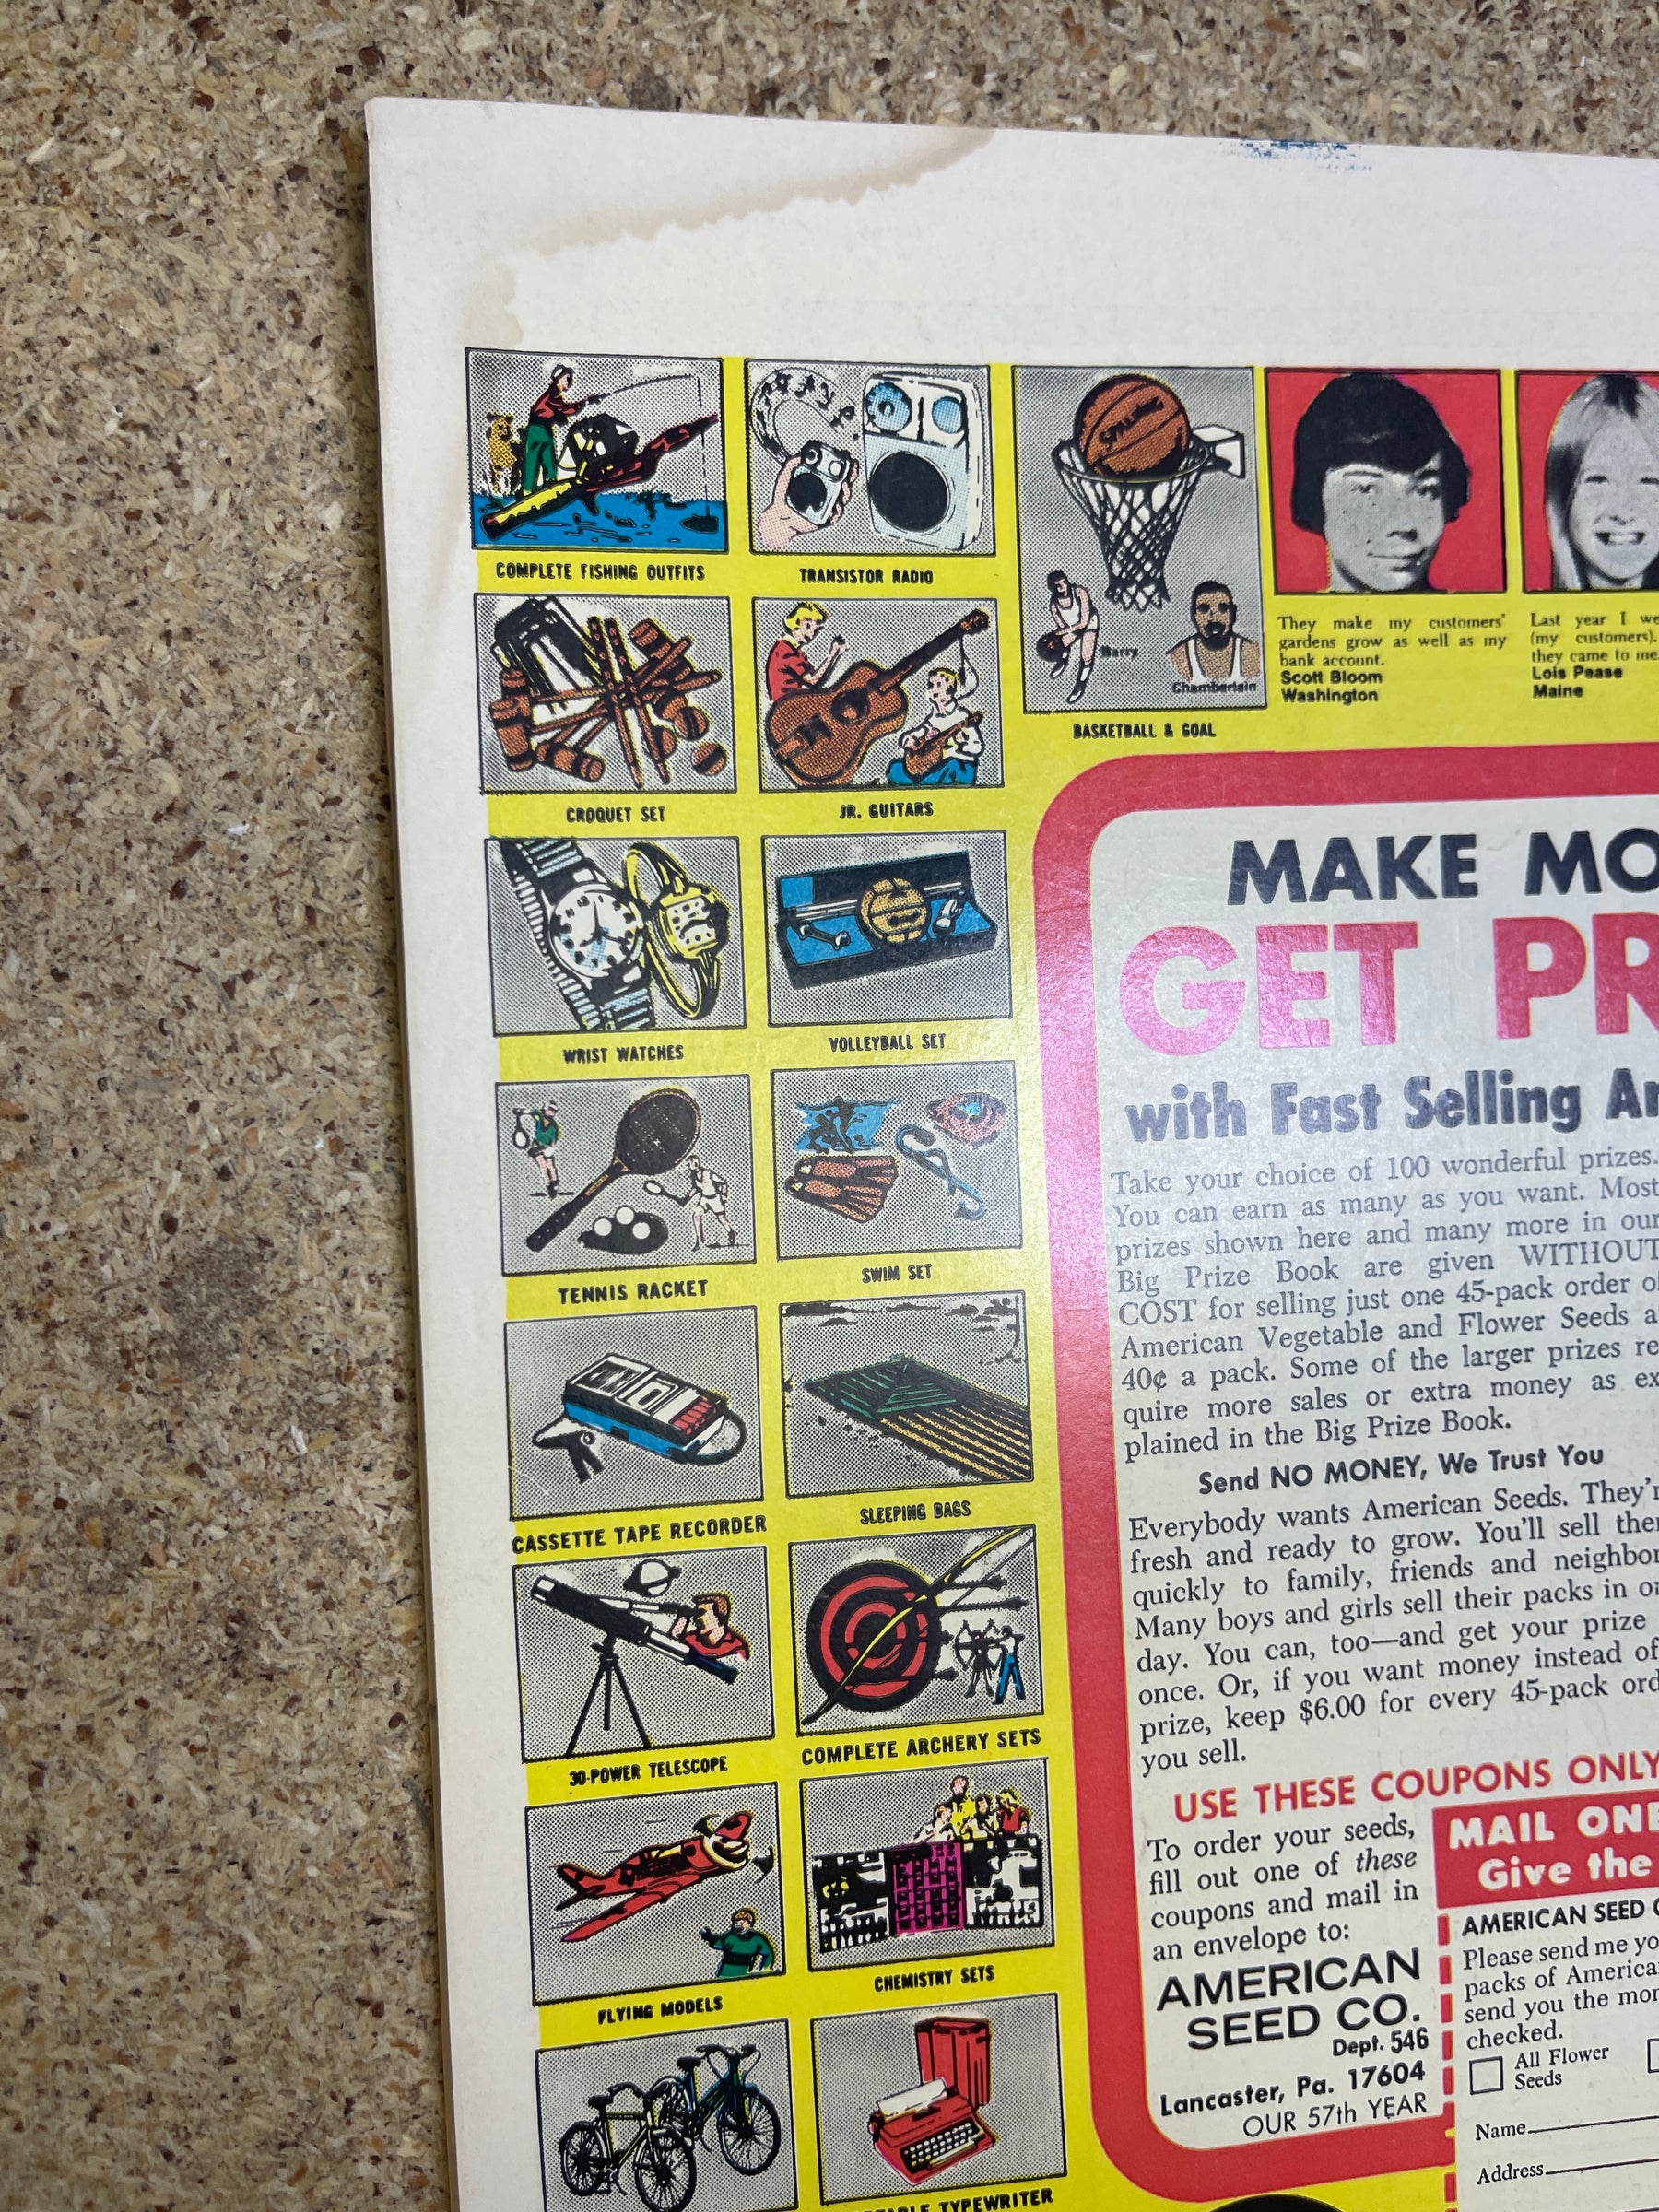 COMPLETE FISHING OUTFITS
TRANSISTOR RADIO
SPALDING
Barry
Chamberlain
BASKETBALL & GOAL
They make my customers'
gardens grow as well as my
bank account.
Scott Bloom
Washington
Last year I we
(my customers).
they came to me.
Lois Pease
Maine
CROQUET SET
JR. GUITARS
WRIST WATCHES
VOLLEYBALL SET
TENNIS RACKET
SWIM SET
CASSETTE TAPE RECORDER
SLEEPING BAGS
30-POWER TELESCOPE
COMPLETE ARCHERY SETS
FLYING MODELS
CHEMISTRY SETS
TYPEWRITER
MAKE MO
GET PR
with Fast Selling Am
Take your choice of 100 wonderful prizes.
You can earn as many as you want. Most
prizes shown here and many more in our
Big Prize Book are given WITHOUT
COST for selling just one 45-pack order of
American Vegetable and Flower Seeds a
40¢ a pack. Some of the larger prizes re
quire more sales or extra money as ex
plained in the Big Prize Book.
Send NO MONEY, We Trust You
Everybody wants American Seeds. They'r
fresh and ready to grow. You'll sell them
quickly to family, friends and neighbor
Many boys and girls sell their packs in on
day. You can, too—and get your prize
once. Or, if you want money instead of
prize, keep $6.00 for every 45-pack ord
you sell.
USE THESE COUPONS ONLY
To order your seeds,
fill out one of these
coupons and mail in
an envelope to:
AMERICAN
SEED CO.
Dept. 546
Lancaster, Pa. 17604
OUR 57th YEAR
MAIL ONE
Give the
AMERICAN SEED C
Please send me yo
packs of America
send you the mon
checked.
All Flower
Seeds
Name
Address